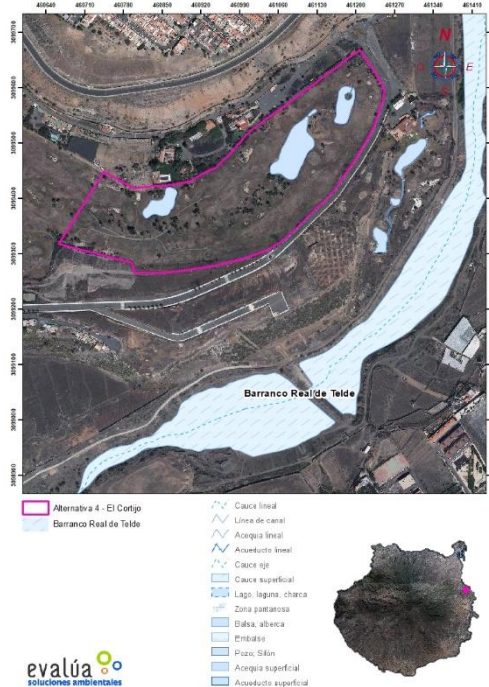 460640 460710 460780 460850 460920 460990 461060 461130 461200 461270 461340 461410
N
E
Barranco Real de Telde
Alternativa 4 - El Cortijo
Barranco Real de Telde
Cauce lineal
Línea de canal
Acequia lineal
Acueducto lineal
Cauce eje
Cauce superficial
Lago, laguna, charca
Zona pantanosa
Balsa, alberca
Embalse
Pozo; Sifón
Acequia superficial
Acueducto superficial
evalúa
soluciones ambientales